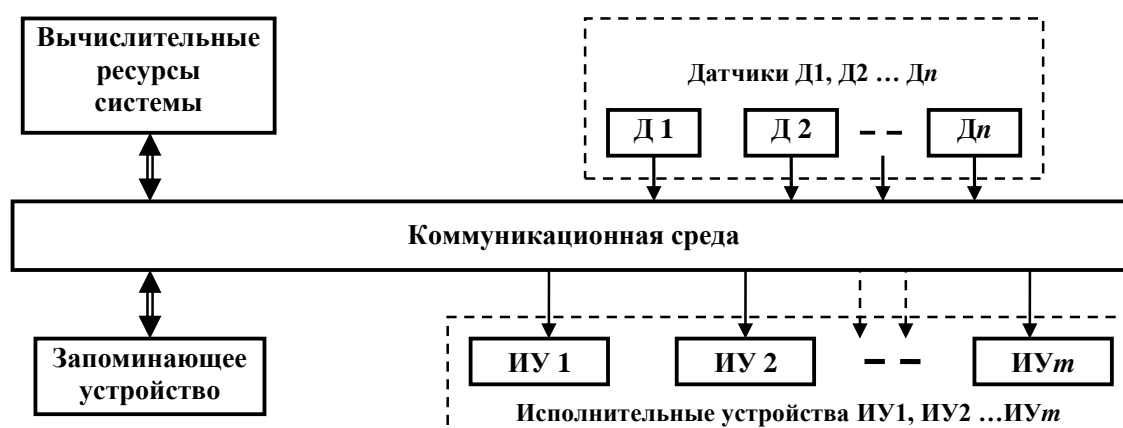 Вычислительные
ресурсы
системы
Датчики Д1, Д2 ... Дn
Д 1 Д 2 – – Дn
Коммуникационная среда
Запоминающее
устройство
ИУ 1 ИУ 2 – – ИУm
Исполнительные устройства ИУ1, ИУ2 …ИУm